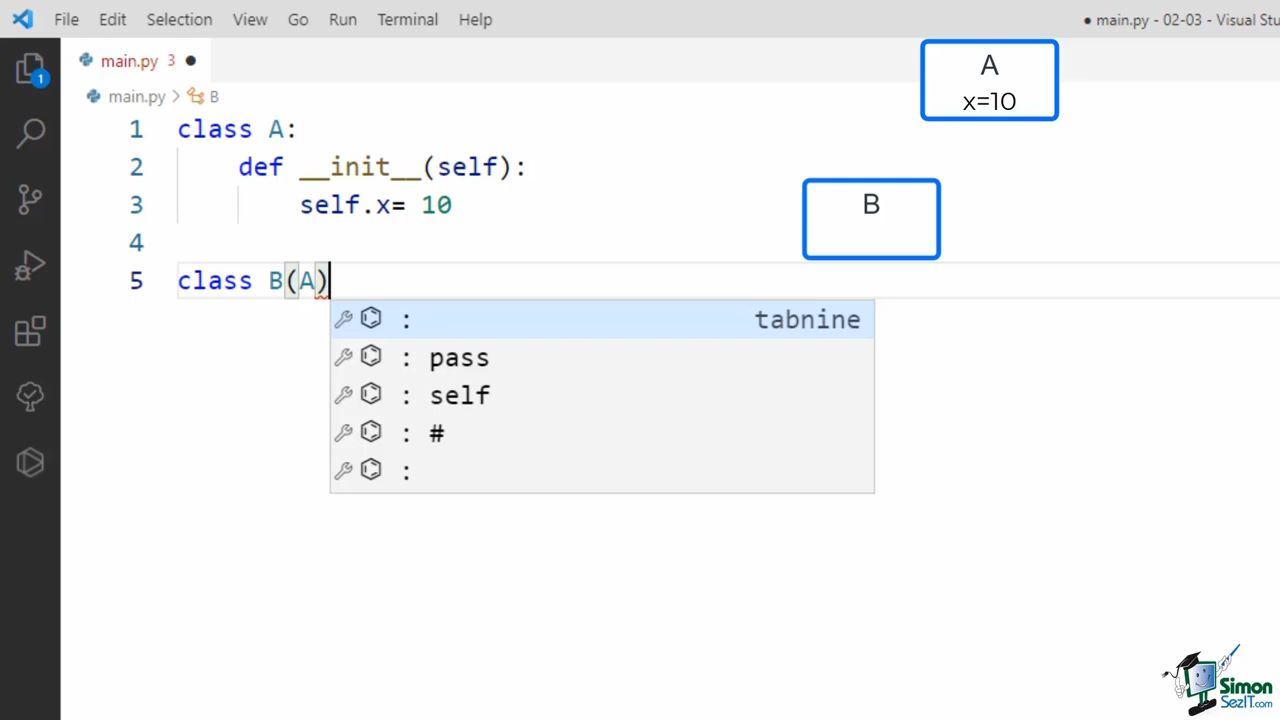 File Edit Selection View Go Run Terminal Help ● main.py - 02-03 - Visual Stu
main.py 3 ●
main.py > B
A
x=10
1 class A:
2 def __init__(self):
3 self.x= 10
B
4
5 class B(A)
: tabnine
: pass
: self
: #
:
1
Simon
SezIT.com